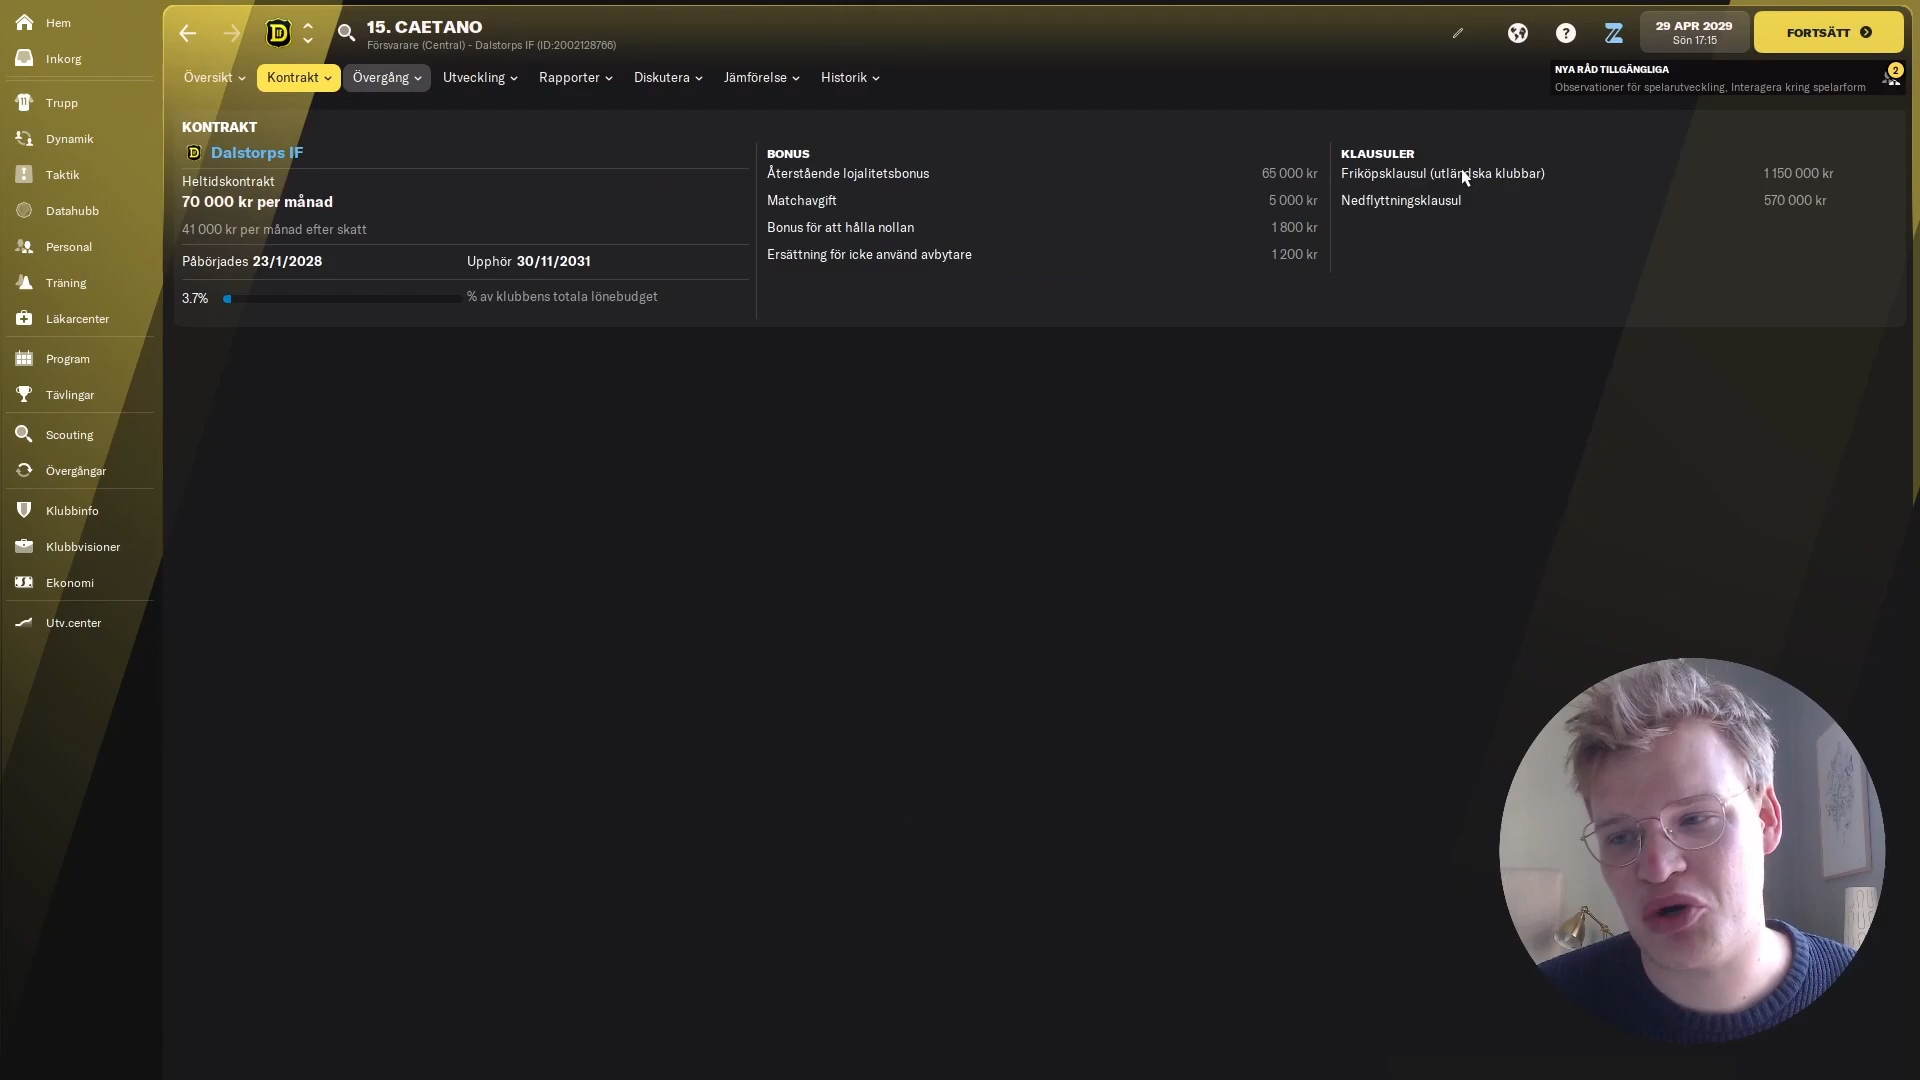 Hem
Inkorg
Trupp
Dynamik
Taktik
Datahubb
Personal
Träning
Läkarcenter
Program
Tävlingar
Scouting
Övergångar
Klubbinfo
Klubbvisioner
Ekonomi
Utv.center
15. CAETANO
Försvarare (Central) - Dalstorps IF (ID:2002128766)
29 APR 2029
Sön 17:15
FORTSÄTT
Översikt
Kontrakt
Övergång
Utveckling
Rapporter
Diskutera
Jämförelse
Historik
NYA RÅD TILLGÄNGLIGA
Observationer för spelarutveckling, Interagera kring spelarform
2
KONTRAKT
Dalstorps IF
Heltidskontrakt
70 000 kr per månad
41 000 kr per månad efter skatt
Påbörjades 23/1/2028
Upphör 30/11/2031
3.7%
% av klubbens totala lönebudget
BONUS
Återstående lojalitetsbonus 65 000 kr
Matchavgift 5 000 kr
Bonus för att hålla nollan 1 800 kr
Ersättning för icke använd avbytare 1 200 kr
KLAUSULER
Friköpsklausul (utländska klubbar) 1 150 000 kr
Nedflyttningsklausul 570 000 kr